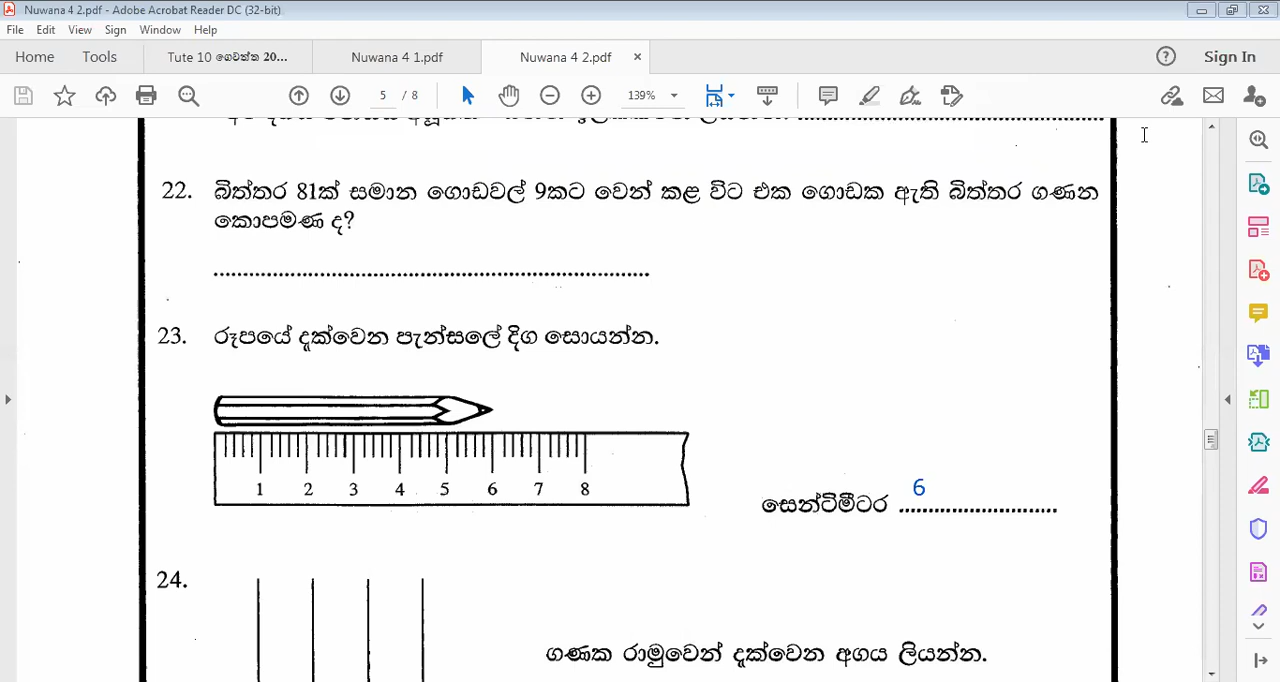 Nuwana 4 2.pdf - Adobe Acrobat Reader DC (32-bit)
File Edit View Sign Window Help
Home Tools Tute 10 ගෙවත්ත 20... Nuwana 4 1.pdf Nuwana 4 2.pdf × Sign In
5 / 8 139%
22. බිත්තර 81ක් සමාන ගොඩවල් 9කට වෙන් කළ විට එක ගොඩක ඇති බිත්තර ගණන
කොපමණ ද?
23. රූපයේ දැක්වෙන පැන්සලේ දිග සොයන්න.
1 2 3 4 5 6 7 8
සෙන්ටිමීටර 6
24.
ගණක රාමුවෙන් දැක්වෙන අගය ලියන්න.